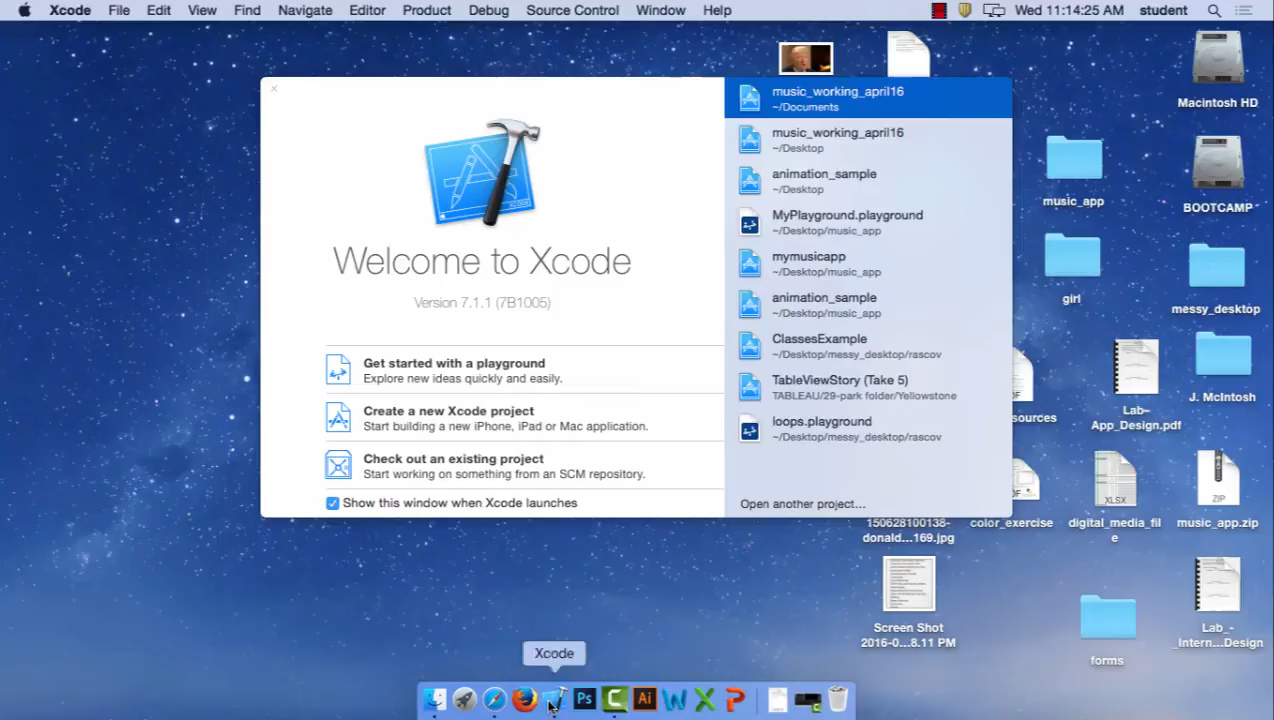 Xcode File Edit View Find Navigate Editor Product Debug Source Control Window Help Wed 11:14:25 AM student
Welcome to Xcode
Version 7.1.1 (7B1005)
Get started with a playground
Explore new ideas quickly and easily.
Create a new Xcode project
Start building a new iPhone, iPad or Mac application.
Check out an existing project
Start working on something from an SCM repository.
Show this window when Xcode launches
music_working_april16
~/Documents
music_working_april16
~/Desktop
animation_sample
~/Desktop
MyPlayground.playground
~/Desktop/music_app
mymusicapp
~/Desktop/music_app
animation_sample
~/Desktop/music_app
ClassesExample
~/Desktop/messy_desktop/rascov
TableViewStory (Take 5)
TABLEAU/29-park folder/Yellowstone
loops.playground
~/Desktop/messy_desktop/rascov
Open another project...
Macintosh HD
music_app
BOOTCAMP
girl
messy_desktop
ources
Lab-
App_Design.pdf
J. McIntosh
XLSX
ZIP
150628100138-
donald...169.jpg
color_exercise
digital_media_fil
e
music_app.zip
Screen Shot
2016-0...8.11 PM
forms
Lab_-
_Intern...Design
Xcode
Ps
C
Ai
W
X
P